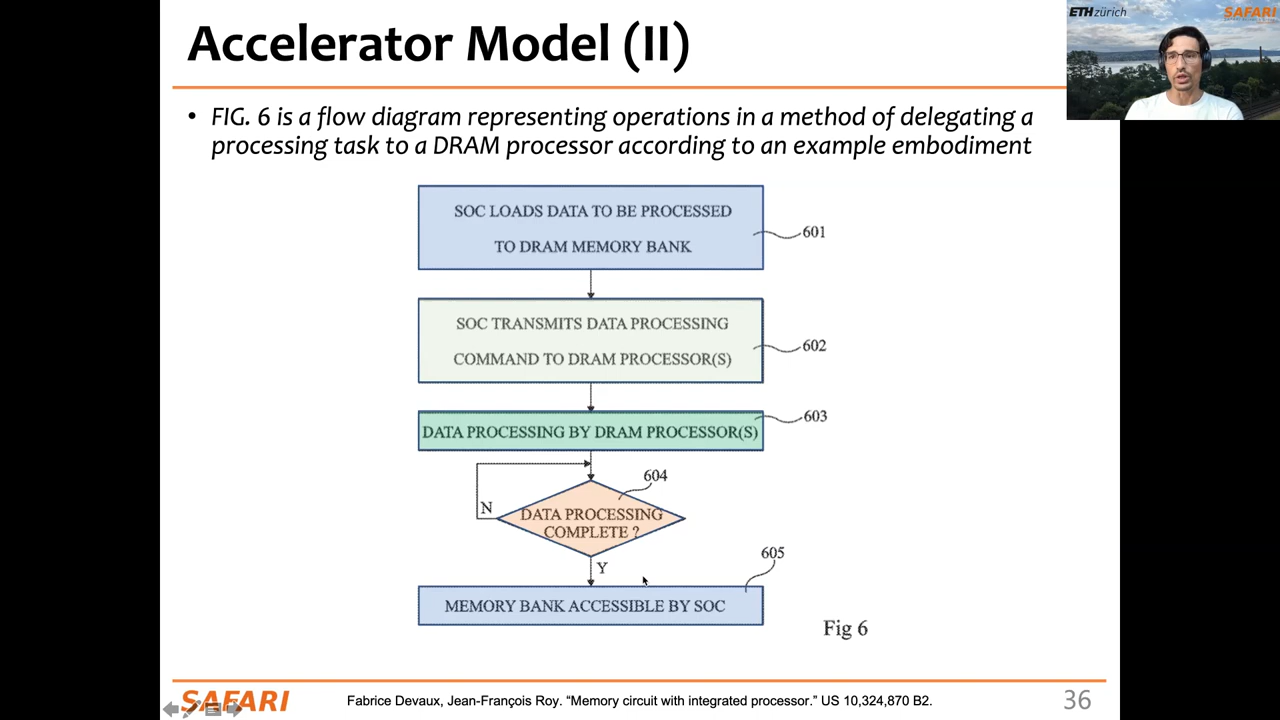 Accelerator Model (II)
ETH zürich
SAFARI
• FIG. 6 is a flow diagram representing operations in a method of delegating a
processing task to a DRAM processor according to an example embodiment
SOC LOADS DATA TO BE PROCESSED
TO DRAM MEMORY BANK
601
SOC TRANSMITS DATA PROCESSING
COMMAND TO DRAM PROCESSOR(S)
602
DATA PROCESSING BY DRAM PROCESSOR(S)
603
604
N
DATA PROCESSING
COMPLETE ?
Y
605
MEMORY BANK ACCESSIBLE BY SOC
Fig 6
SAFARI
Fabrice Devaux, Jean-François Roy. “Memory circuit with integrated processor.” US 10,324,870 B2.
36